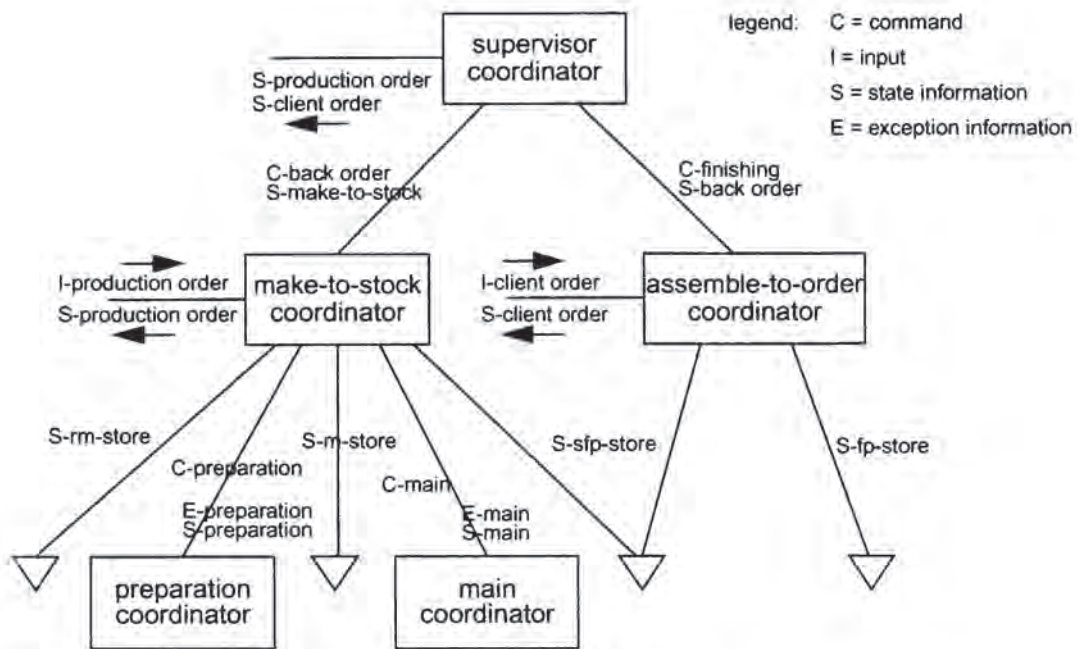 supervisor
coordinator
legend: C = command
I = input
S = state information
E = exception information
S-production order
S-client order
C-back order
S-make-to-stock
C-finishing
S-back order
I-production order
S-production order
make-to-stock
coordinator
I-client order
S-client order
assemble-to-order
coordinator
S-rm-store
S-m-store
S-sfp-store
S-fp-store
C-preparation
C-main
E-preparation
S-preparation
E-main
S-main
preparation
coordinator
main
coordinator